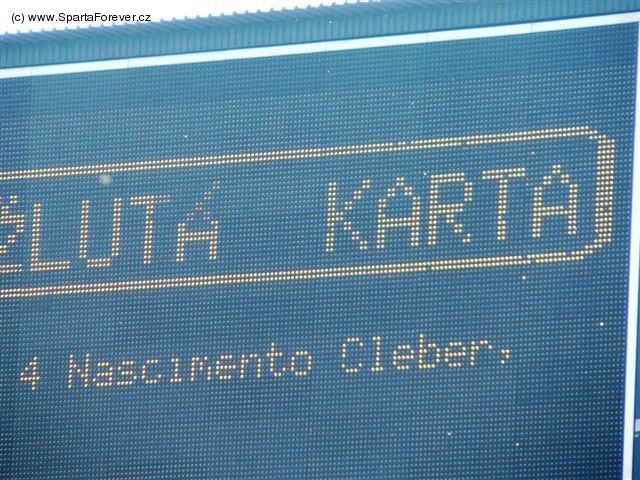 (c) www.SpartaForever.cz
ŽLUTÁ KARTA
4 Nascimento Cleber,